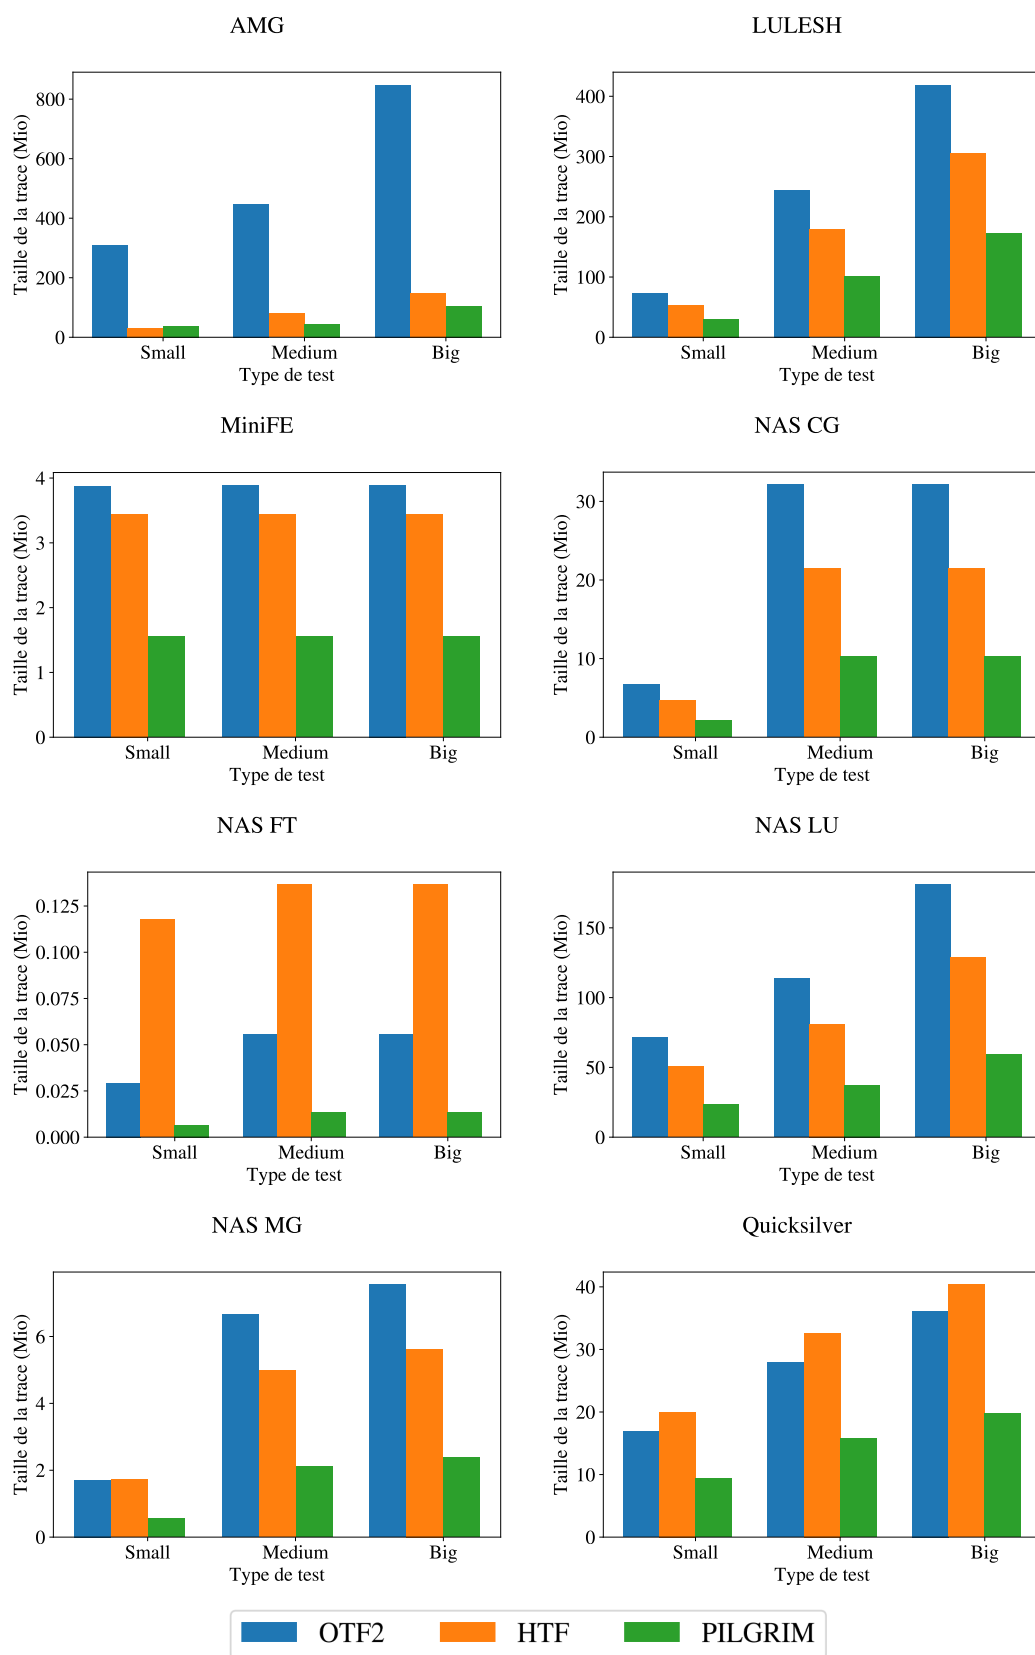 AMG
Taille de la trace (Mio)
800
600
400
200
0
Small Medium Big
Type de test
LULESH
Taille de la trace (Mio)
400
300
200
100
0
Small Medium Big
Type de test
MiniFE
Taille de la trace (Mio)
4
3
2
1
0
Small Medium Big
Type de test
NAS CG
Taille de la trace (Mio)
30
20
10
0
Small Medium Big
Type de test
NAS FT
Taille de la trace (Mio)
0.125
0.100
0.075
0.050
0.025
0.000
Small Medium Big
Type de test
NAS LU
Taille de la trace (Mio)
150
100
50
0
Small Medium Big
Type de test
NAS MG
Taille de la trace (Mio)
6
4
2
0
Small Medium Big
Type de test
Quicksilver
Taille de la trace (Mio)
40
30
20
10
0
Small Medium Big
Type de test
OTF2 HTF PILGRIM